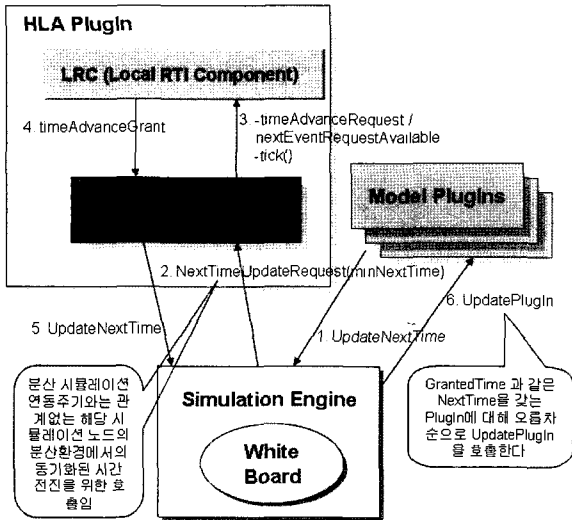 HLA PlugIn
LRC (Local RTI Component)
4. timeAdvanceGrant
3. -timeAdvanceRequest /
nextEventRequestAvailable
-tick()
Model PlugIns
2. NextTimeUpdateRequest(minNextTime)
6. UpdatePlugIn
5 UpdateNextTime
1. UpdateNextTime
분산 시뮬레이션
연동주기와는 관
계없는 해당 시
뮬레이션 노드의
분산환경에서의
동기화된 시간
전진을 위한 호
출임
Simulation Engine
White
Board
GrantedTime 과 같은
NextTime을 갖는
PlugIn에 대해 오름차
순으로 UpdatePlugIn
을 호출한다